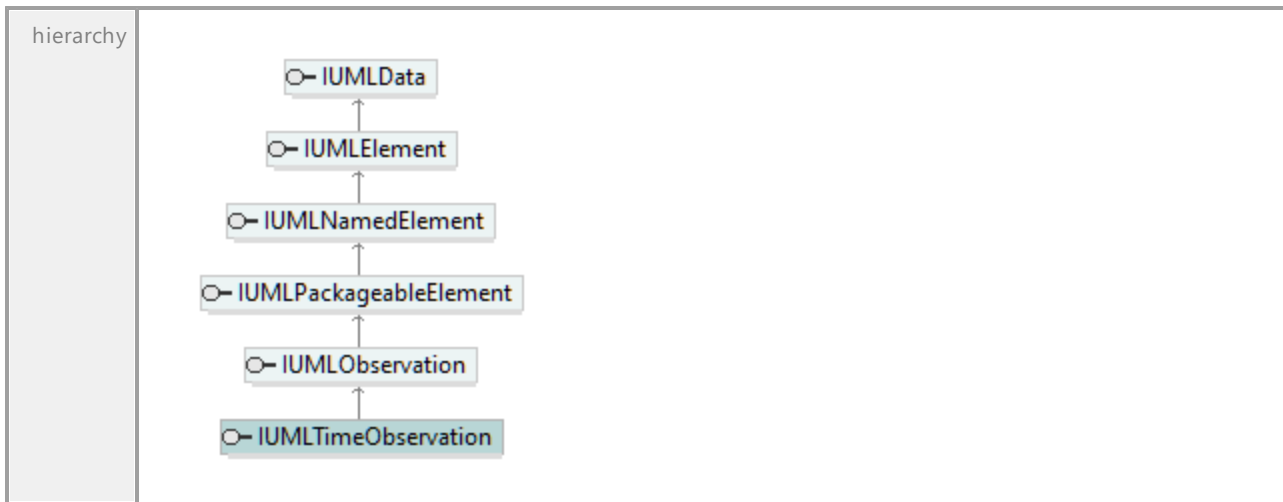 hierarchy
IUMLData
IUMLElement
IUMLNamedElement
IUMLPackageableElement
IUMLObservation
IUMLTimeObservation